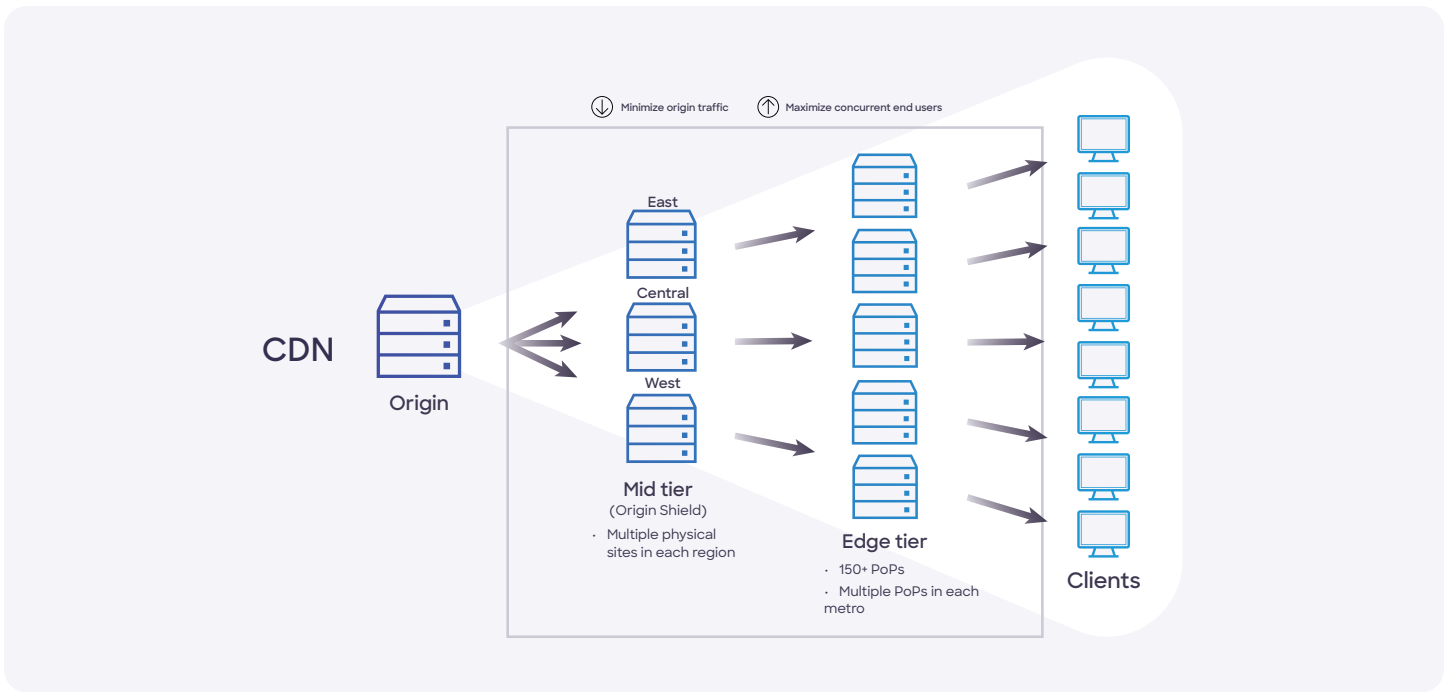 Minimize origin traffic
Maximize concurrent end users
CDN
Origin
East
Central
West
Mid tier
(Origin Shield)
· Multiple physical
sites in each region
Edge tier
· 150+ PoPs
· Multiple PoPs in each
metro
Clients